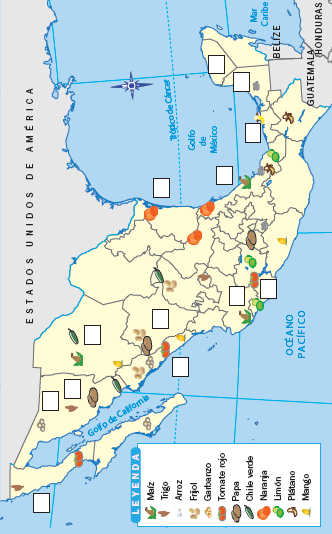 ESTADOS UNIDOS DE AMÉRICA
Mar
Caribe
BELIZE
GUATEMALA
HONDURAS
Trópico de Cáncer
Golfo
de
México
OCÉANO
PACÍFICO
Golfo de California
LEYENDA
Maíz
Trigo
Arroz
Frijol
Garbanzo
Tomate rojo
Papa
Chile verde
Naranja
Limón
Plátano
Mango